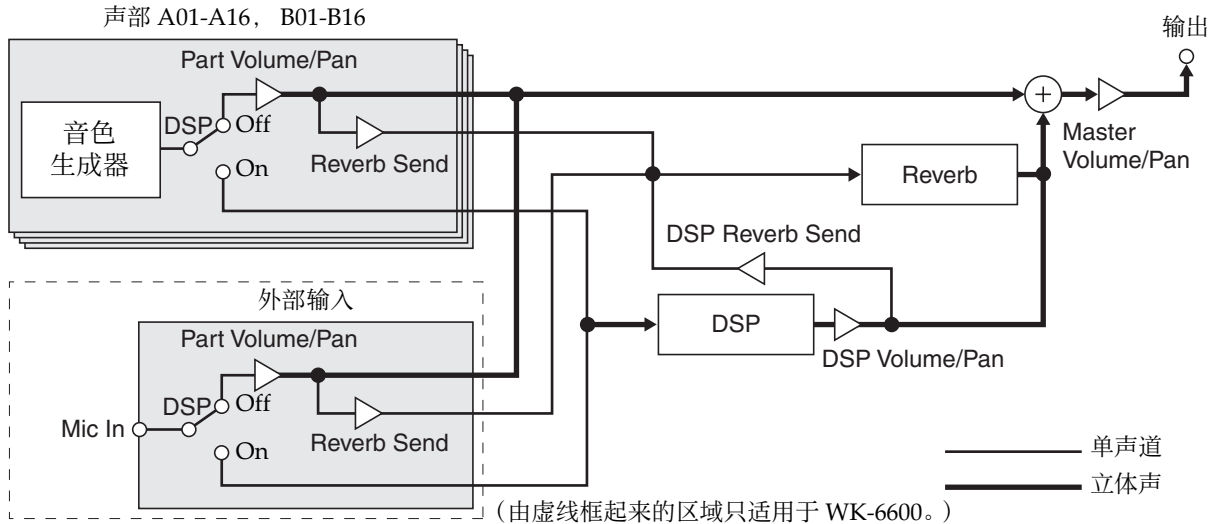 声部 A01-A16， B01-B16
输出
Part Volume/Pan
音色
生成器
DSP
Off
On
Reverb Send
Master
Volume/Pan
Reverb
DSP Reverb Send
外部输入
Part Volume/Pan
DSP
DSP Volume/Pan
Mic In
DSP
Off
On
Reverb Send
单声道
立体声
（由虚线框起来的区域只适用于 WK-6600。）